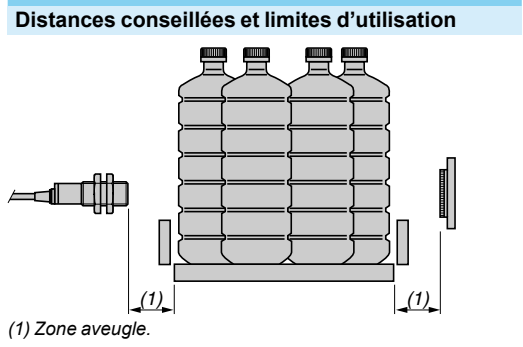 Distances conseillées et limites d’utilisation
(1) (1)
(1) Zone aveugle.